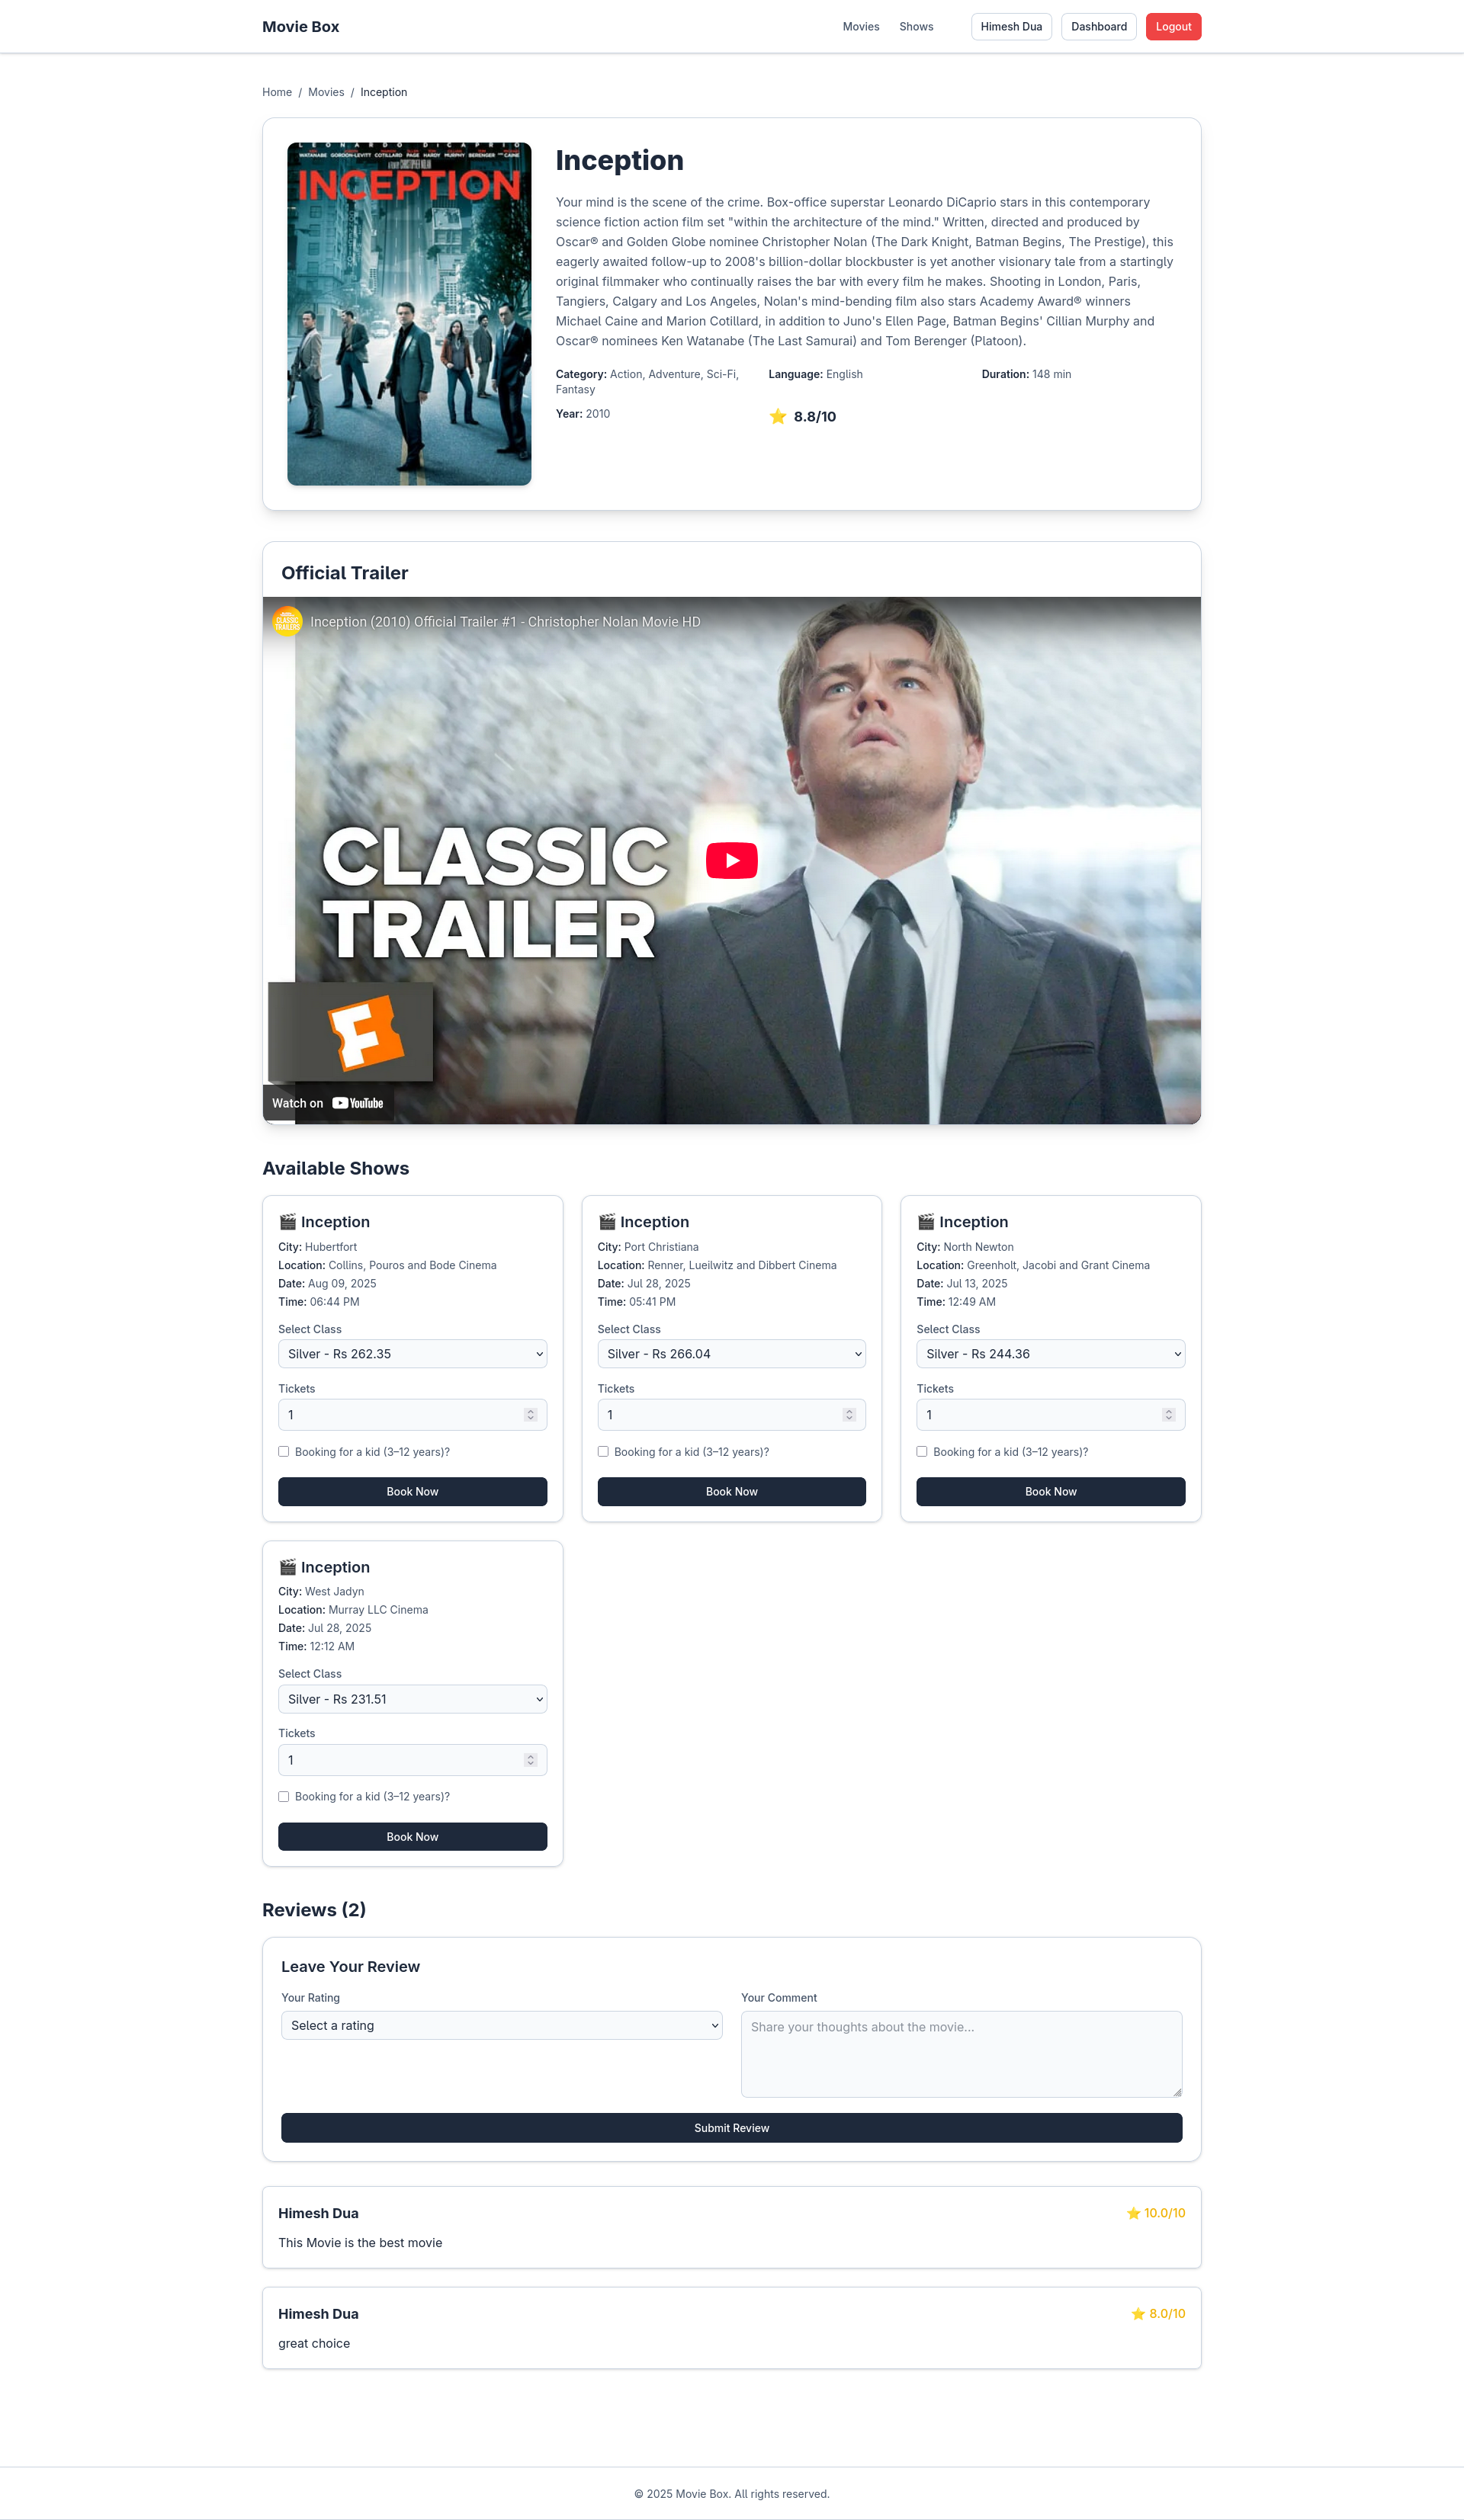 Movie Box
Movies
Shows
Himesh Dua
Dashboard
Logout
Home / Movies / Inception
LEONARDO DICAPRIO
WATANABE GORDON-LEVITT COTILLARD PAGE HARDY MURPHY BERENGER CAINE
INCEPTION
Inception
Your mind is the scene of the crime. Box-office superstar Leonardo DiCaprio stars in this contemporary
science fiction action film set "within the architecture of the mind." Written, directed and produced by
Oscar® and Golden Globe nominee Christopher Nolan (The Dark Knight, Batman Begins, The Prestige), this
eagerly awaited follow-up to 2008's billion-dollar blockbuster is yet another visionary tale from a startingly
original filmmaker who continually raises the bar with every film he makes. Shooting in London, Paris,
Tangiers, Calgary and Los Angeles, Nolan's mind-bending film also stars Academy Award® winners
Michael Caine and Marion Cotillard, in addition to Juno's Ellen Page, Batman Begins' Cillian Murphy and
Oscar® nominees Ken Watanabe (The Last Samurai) and Tom Berenger (Platoon).
Category: Action, Adventure, Sci-Fi,
Fantasy
Language: English
Duration: 148 min
Year: 2010
⭐ 8.8/10
Official Trailer
CLASSIC
TRAILERS
Inception (2010) Official Trailer #1 - Christopher Nolan Movie HD
CLASSIC
TRAILER
F
Watch on YouTube
Available Shows
🎬 Inception
City: Hubertfort
Location: Collins, Pouros and Bode Cinema
Date: Aug 09, 2025
Time: 06:44 PM
Select Class
Silver - Rs 262.35
Tickets
1
Booking for a kid (3–12 years)?
Book Now
🎬 Inception
City: Port Christiana
Location: Renner, Lueilwitz and Dibbert Cinema
Date: Jul 28, 2025
Time: 05:41 PM
Select Class
Silver - Rs 266.04
Tickets
1
Booking for a kid (3–12 years)?
Book Now
🎬 Inception
City: North Newton
Location: Greenholt, Jacobi and Grant Cinema
Date: Jul 13, 2025
Time: 12:49 AM
Select Class
Silver - Rs 244.36
Tickets
1
Booking for a kid (3–12 years)?
Book Now
🎬 Inception
City: West Jadyn
Location: Murray LLC Cinema
Date: Jul 28, 2025
Time: 12:12 AM
Select Class
Silver - Rs 231.51
Tickets
1
Booking for a kid (3–12 years)?
Book Now
Reviews (2)
Leave Your Review
Your Rating
Select a rating
Your Comment
Share your thoughts about the movie...
Submit Review
Himesh Dua
⭐ 10.0/10
This Movie is the best movie
Himesh Dua
⭐ 8.0/10
great choice
© 2025 Movie Box. All rights reserved.